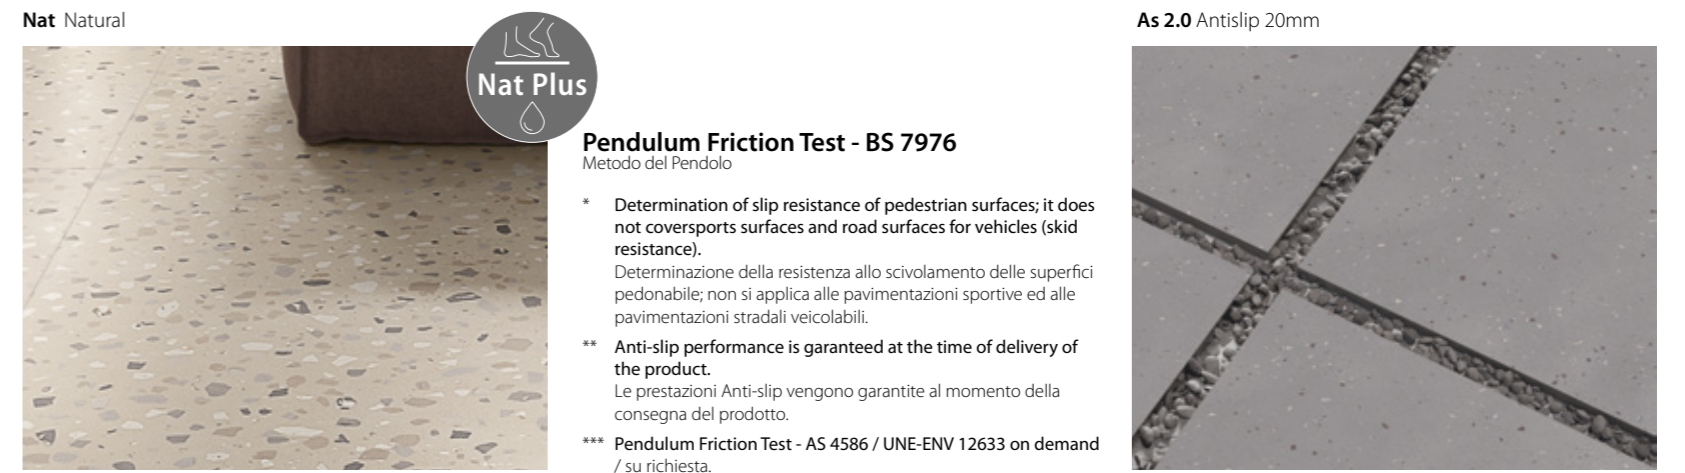 Nat Natural
Nat Plus
Pendulum Friction Test - BS 7976
Metodo del Pendolo
* Determination of slip resistance of pedestrian surfaces; it does
not coversports surfaces and road surfaces for vehicles (skid
resistance).
Determinazione della resistenza allo scivolamento delle superfici
pedonabile; non si applica alle pavimentazioni sportive ed alle
pavimentazioni stradali veicolabili.
** Anti-slip performance is garanteed at the time of delivery of
the product.
Le prestazioni Anti-slip vengono garantite al momento della
consegna del prodotto.
*** Pendulum Friction Test - AS 4586 / UNE-ENV 12633 on demand
/ su richiesta.
As 2.0 Antislip 20mm